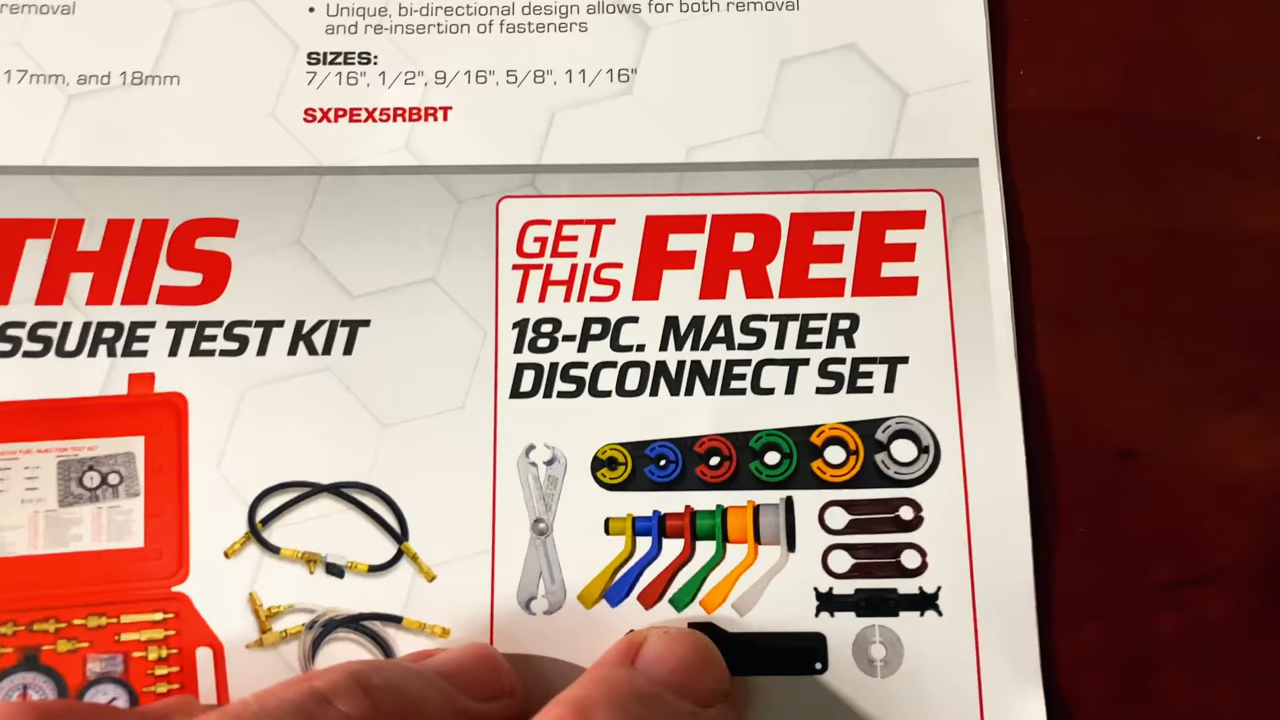 removal
17mm, and 18mm
• Unique, bi-directional design allows for both removal
and re-insertion of fasteners
SIZES:
7/16", 1/2", 9/16", 5/8", 11/16"
SXPEX5RBRT
THIS
SSURE TEST KIT
GET THIS FREE
18-PC. MASTER
DISCONNECT SET